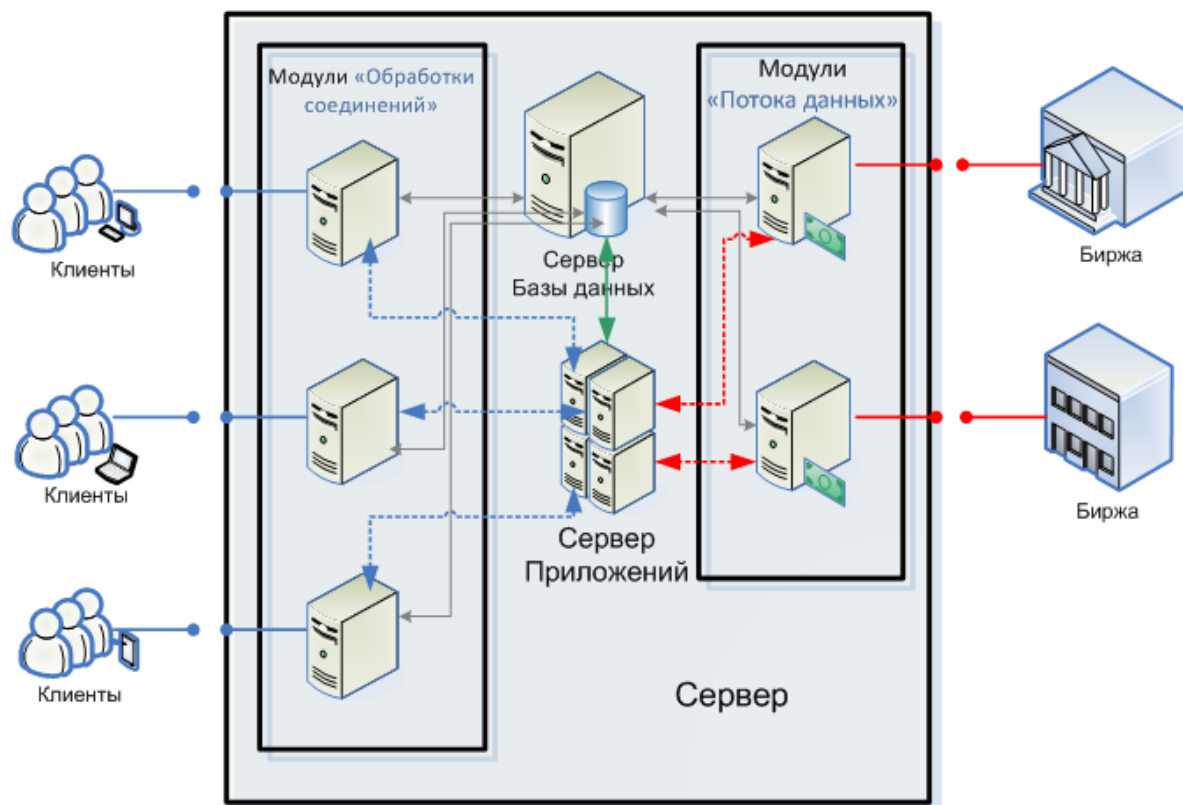 Модули «Обработки
соединений»
Модули
«Потока данных»
Клиенты
Сервер
Базы данных
Биржа
Клиенты
Сервер
Приложений
Биржа
Клиенты
Сервер